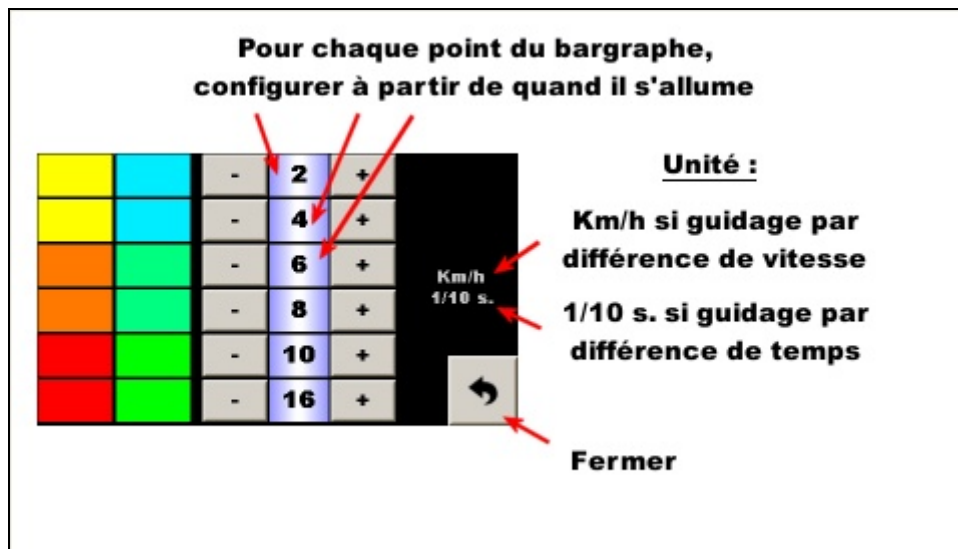 Pour chaque point du bargraphe,
configurer à partir de quand il s'allume
- 2 +
- 4 +
- 6 +
- 8 +
- 10 +
- 16 +
Km/h
1/10 s.
Unité :
Km/h si guidage par
différence de vitesse
1/10 s. si guidage par
différence de temps
Fermer